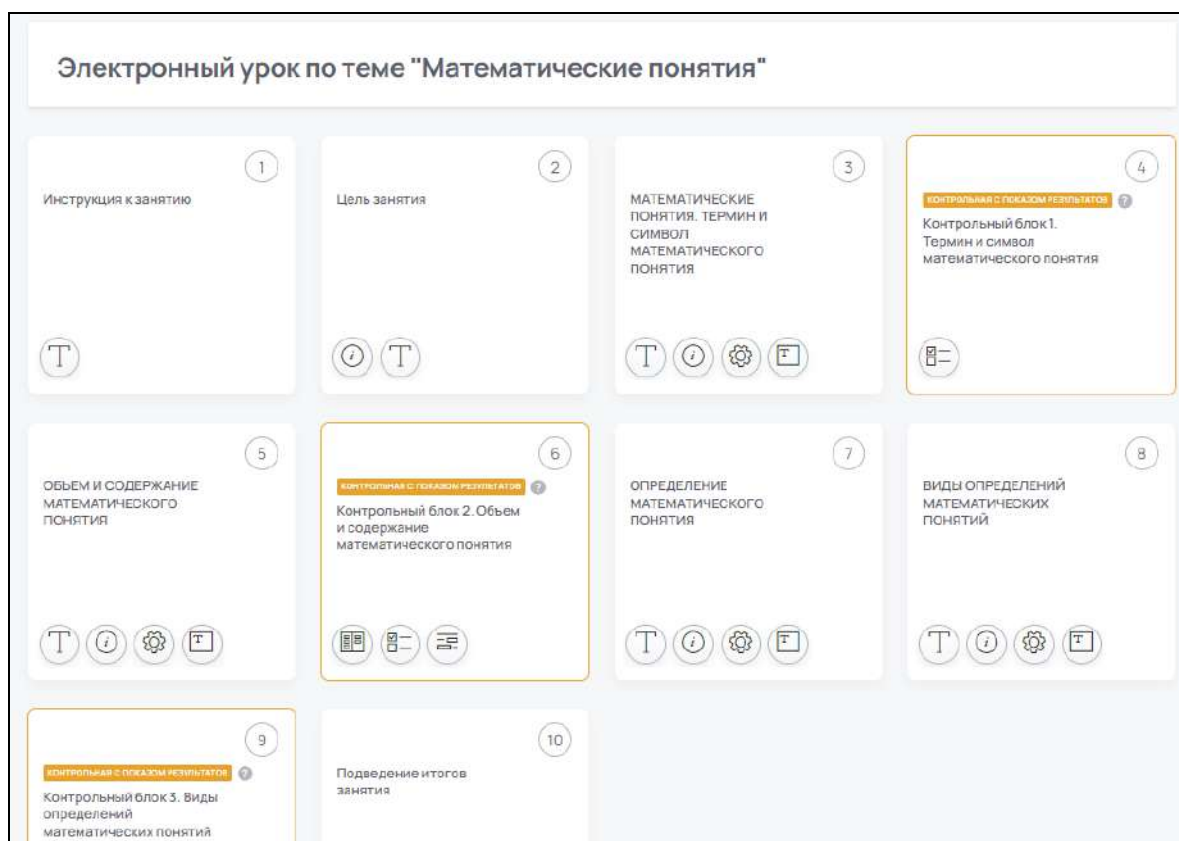 Электронный урок по теме "Математические понятия"
1
Инструкция к занятию
T
2
Цель занятия
i T
3
МАТЕМАТИЧЕСКИЕ
ПОНЯТИЯ. ТЕРМИН И
СИМВОЛ
МАТЕМАТИЧЕСКОГО
ПОНЯТИЯ
T i T
4
КОНТРОЛЬНАЯ С ПОКАЗОМ РЕЗУЛЬТАТОВ ?
Контрольный блок 1.
Термин и символ
математического понятия
5
ОБЪЕМ И СОДЕРЖАНИЕ
МАТЕМАТИЧЕСКОГО
ПОНЯТИЯ
T i T
6
КОНТРОЛЬНАЯ С ПОКАЗОМ РЕЗУЛЬТАТОВ ?
Контрольный блок 2. Объем
и содержание
математического понятия
7
ОПРЕДЕЛЕНИЕ
МАТЕМАТИЧЕСКОГО
ПОНЯТИЯ
T i T
8
ВИДЫ ОПРЕДЕЛЕНИЙ
МАТЕМАТИЧЕСКИХ
ПОНЯТИЙ
T i T
9
КОНТРОЛЬНАЯ С ПОКАЗОМ РЕЗУЛЬТАТОВ ?
Контрольный блок 3. Виды
определений
математических понятий
10
Подведение итогов
занятия